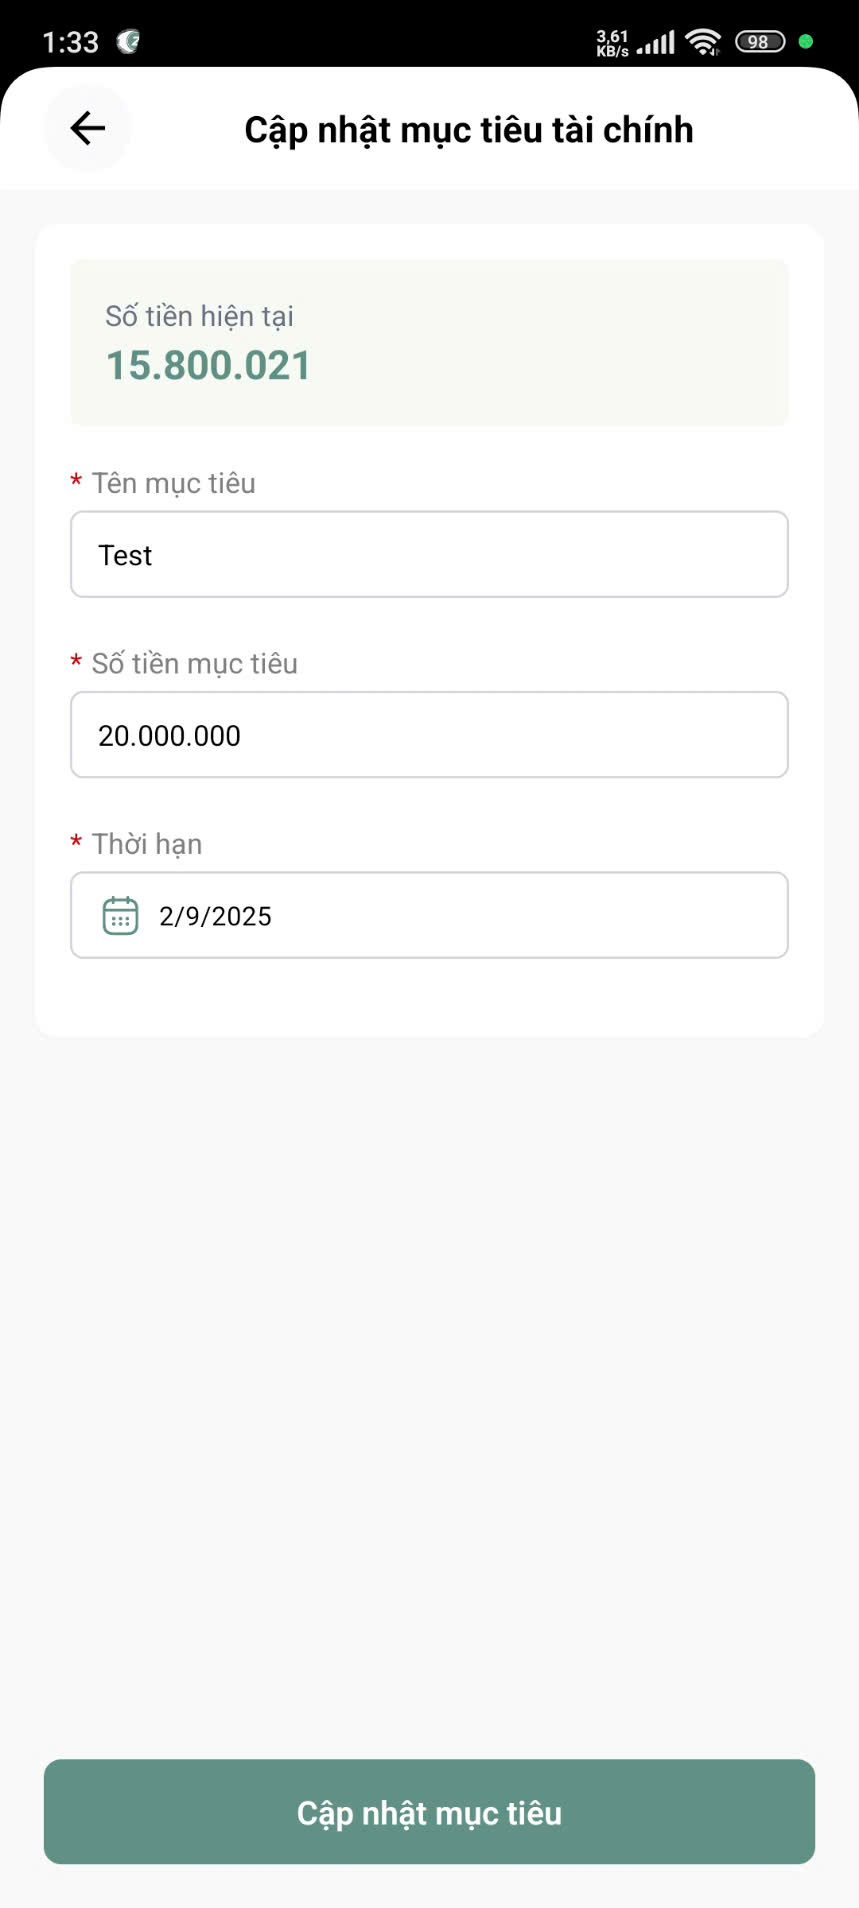 1:33
3,61
KB/s
98
Cập nhật mục tiêu tài chính
Số tiền hiện tại
15.800.021
* Tên mục tiêu
Test
* Số tiền mục tiêu
20.000.000
* Thời hạn
2/9/2025
Cập nhật mục tiêu